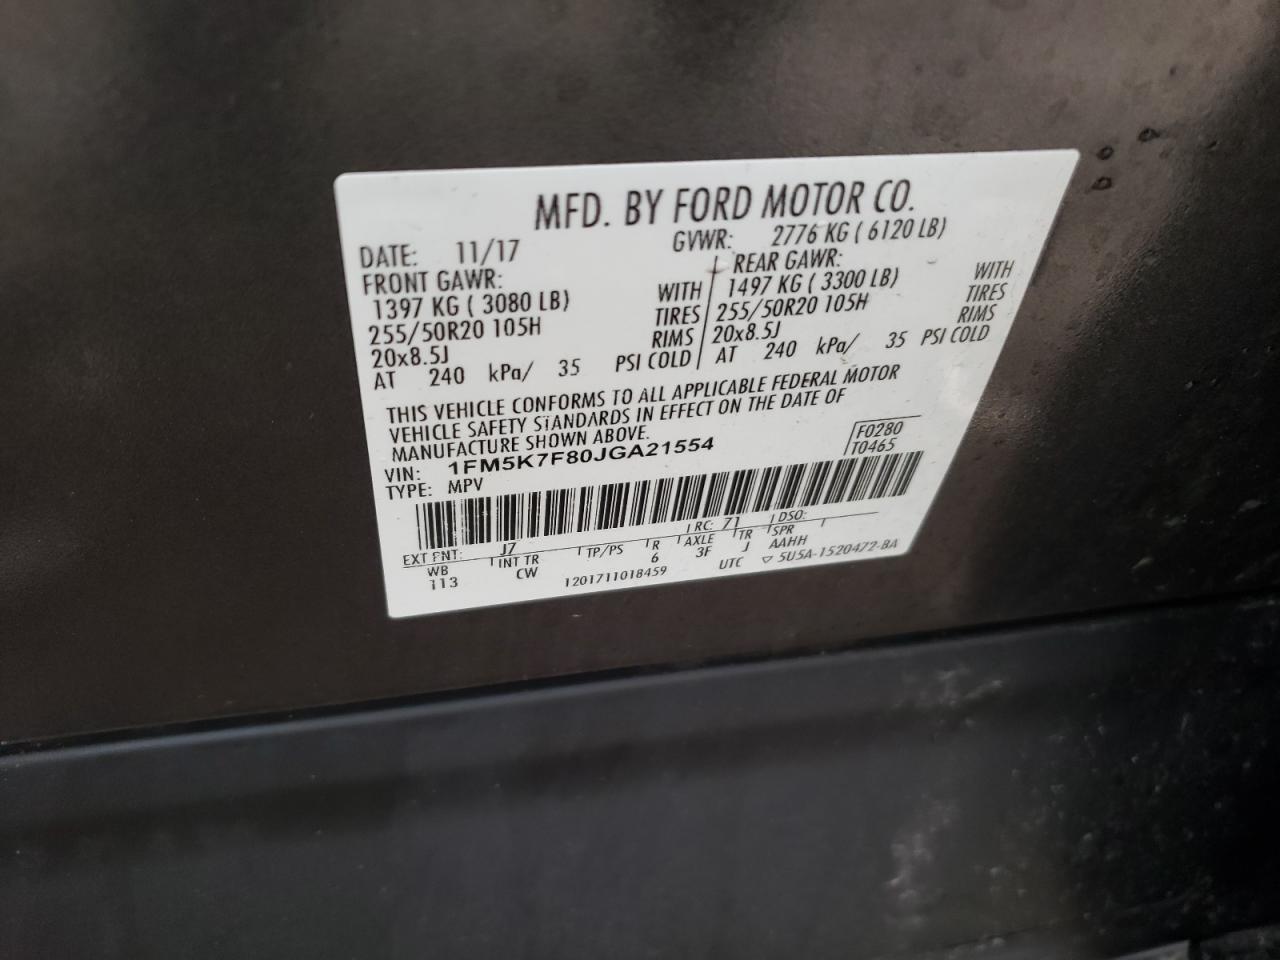 MFD. BY FORD MOTOR CO.
DATE: 11/17 GVWR: 2776 KG ( 6120 LB)
FRONT GAWR: REAR GAWR:
1397 KG ( 3080 LB) WITH 1497 KG ( 3300 LB) WITH
255/50R20 105H TIRES 255/50R20 105H TIRES
20x8.5J RIMS 20x8.5J RIMS
AT 240 kPa/ 35 PSI COLD AT 240 kPa/ 35 PSI COLD
THIS VEHICLE CONFORMS TO ALL APPLICABLE FEDERAL MOTOR
VEHICLE SAFETY STANDARDS IN EFFECT ON THE DATE OF
MANUFACTURE SHOWN ABOVE.
F0280
VIN: 1FM5K7F80JGA21554 T0465
TYPE: MPV
EXT PNT: J7 RC: 71 DSO:
WB INT TR TP/PS R AXLE TR SPR
113 CW 6 3F J AAHH
1201711018459 UTC ▽ 5U5A-1520472-BA